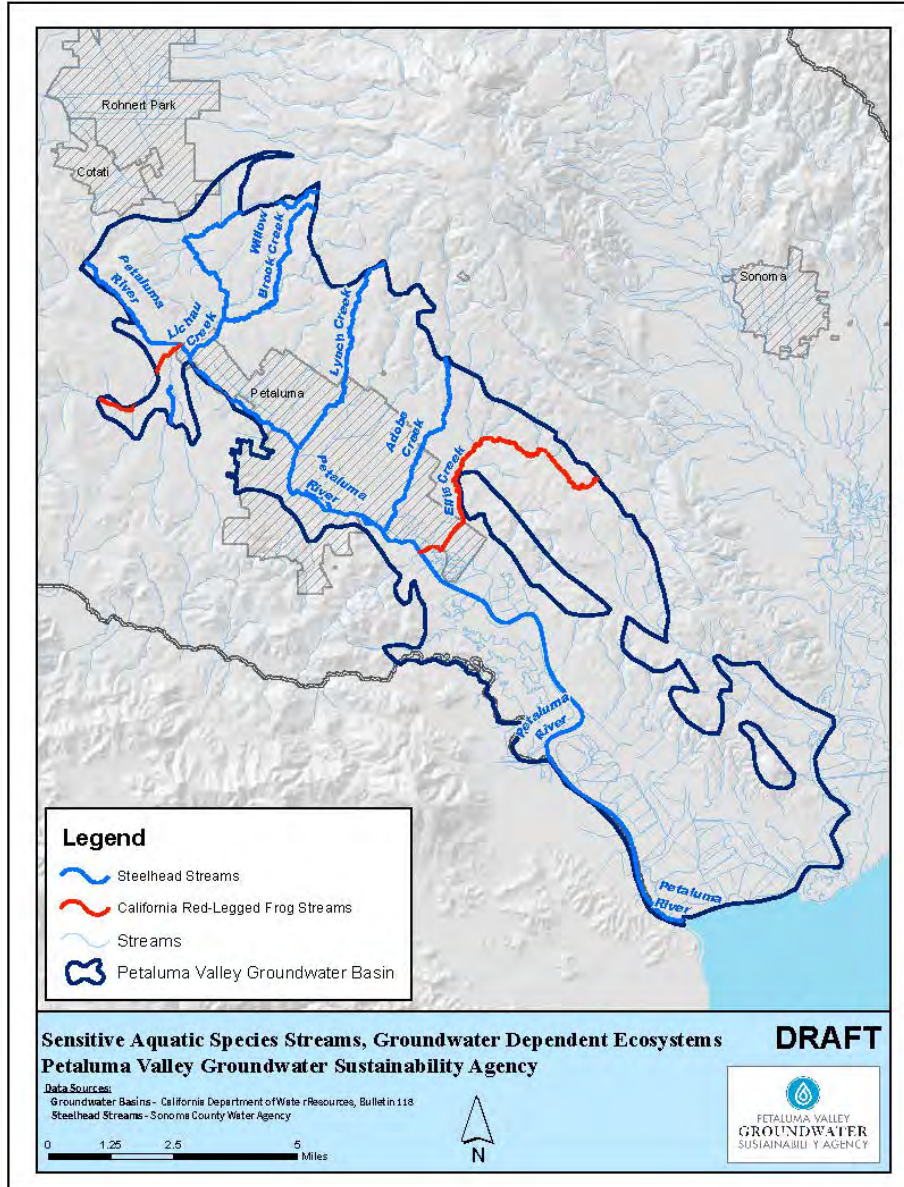 Rohnert Park
Cotati
Sonoma
Petaluma
River
Lichau
Creek
Willow
Brook Creek
Lynch Creek
Petaluma
Adobe
Creek
Ellis Creek
Petaluma
River
Petaluma
River
Petaluma
River
Legend
Steelhead Streams
California Red-Legged Frog Streams
Streams
Petaluma Valley Groundwater Basin
Sensitive Aquatic Species Streams, Groundwater Dependent Ecosystems
Petaluma Valley Groundwater Sustainability Agency
DRAFT
Data Sources:
Groundwater Basins - California Department of Water Resources, Bulletin 118
Steelhead Streams - Sonoma County Water Agency
0 1.25 2.5 5
Miles
N
PETALUMA VALLEY
GROUNDWATER
SUSTAINABILITY AGENCY